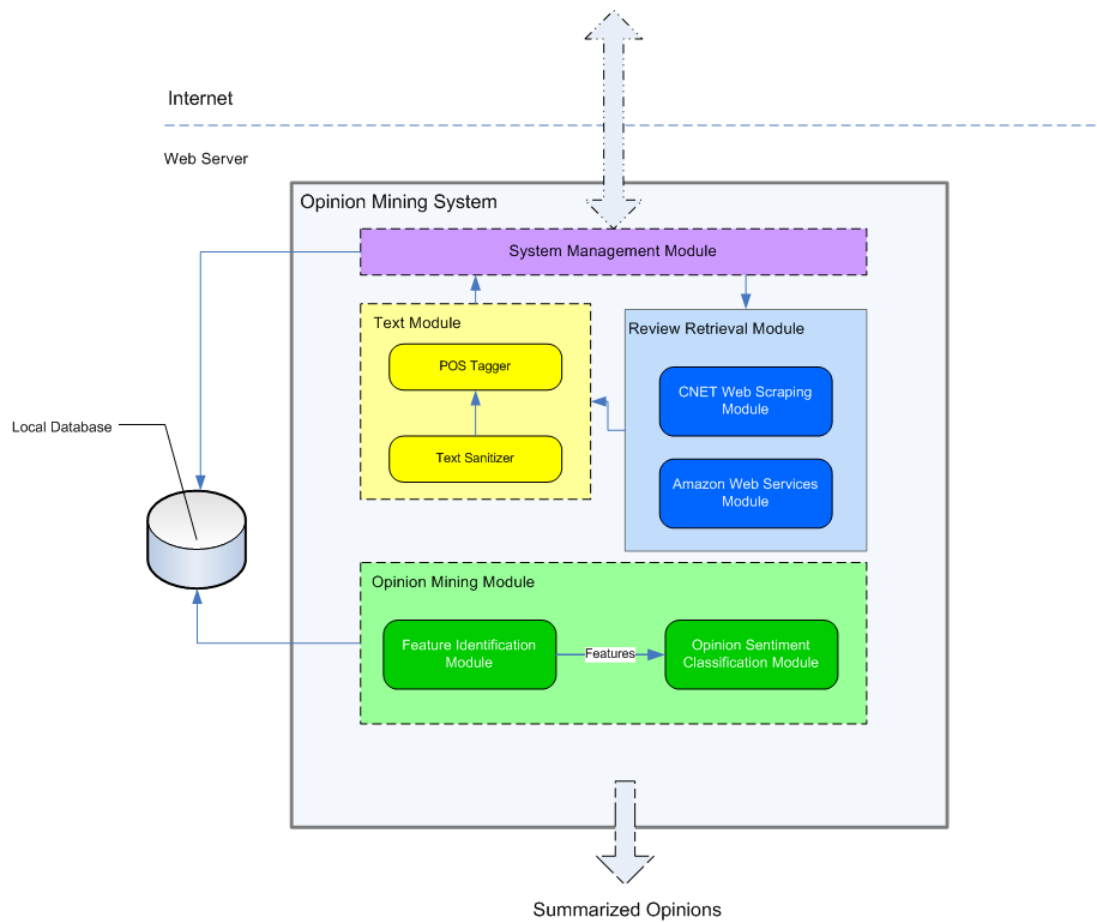 Internet
Web Server
Opinion Mining System
System Management Module
Text Module
POS Tagger
Text Sanitizer
Review Retrieval Module
CNET Web Scraping
Module
Amazon Web Services
Module
Local Database
Opinion Mining Module
Feature Identification
Module
Features
Opinion Sentiment
Classification Module
Summarized Opinions